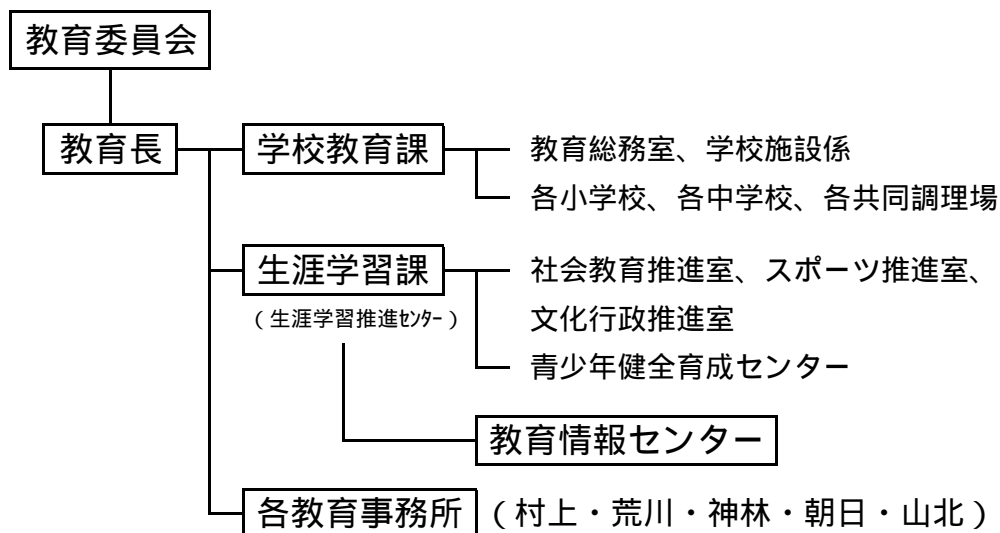 教育委員会
教育長
学校教育課
教育総務室、学校施設係
各小学校、各中学校、各共同調理場
生涯学習課
(生涯学習推進ｾﾝﾀｰ)
社会教育推進室、スポーツ推進室、
文化行政推進室
青少年健全育成センター
教育情報センター
各教育事務所(村上・荒川・神林・朝日・山北)